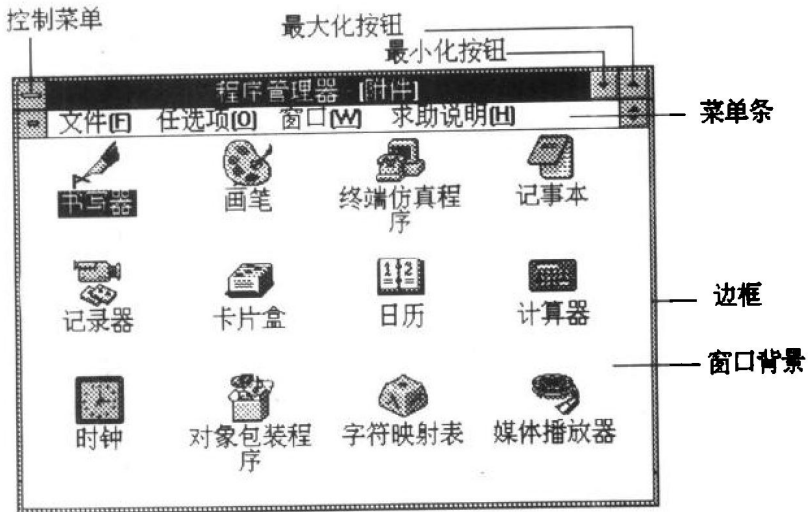 控制菜单
最大化按钮
最小化按钮
程序管理器 [附件]
文件[F] 任选项[O] 窗口[W] 求助说明[H]
菜单条
书写器 画笔 终端仿真程序 记事本
1 2
记录器 卡片盒 日历 计算器
边框
窗口背景
时钟 对象包装程序 字符映射表 媒体播放器